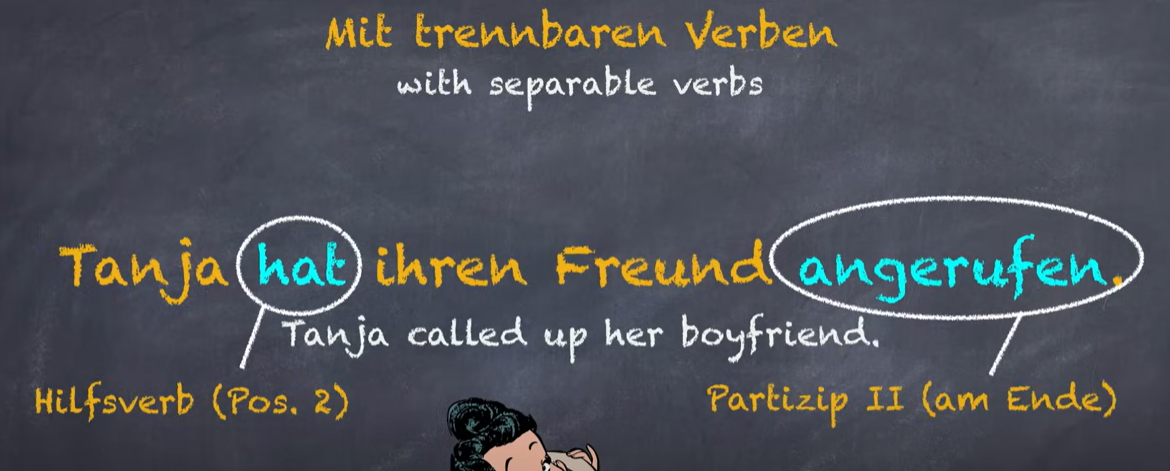 Mit trennbaren Verben
with separable verbs
Tanja hat ihren Freund angerufen.
Tanja called up her boyfriend.
Hilfsverb (Pos. 2)
Partizip II (am Ende)